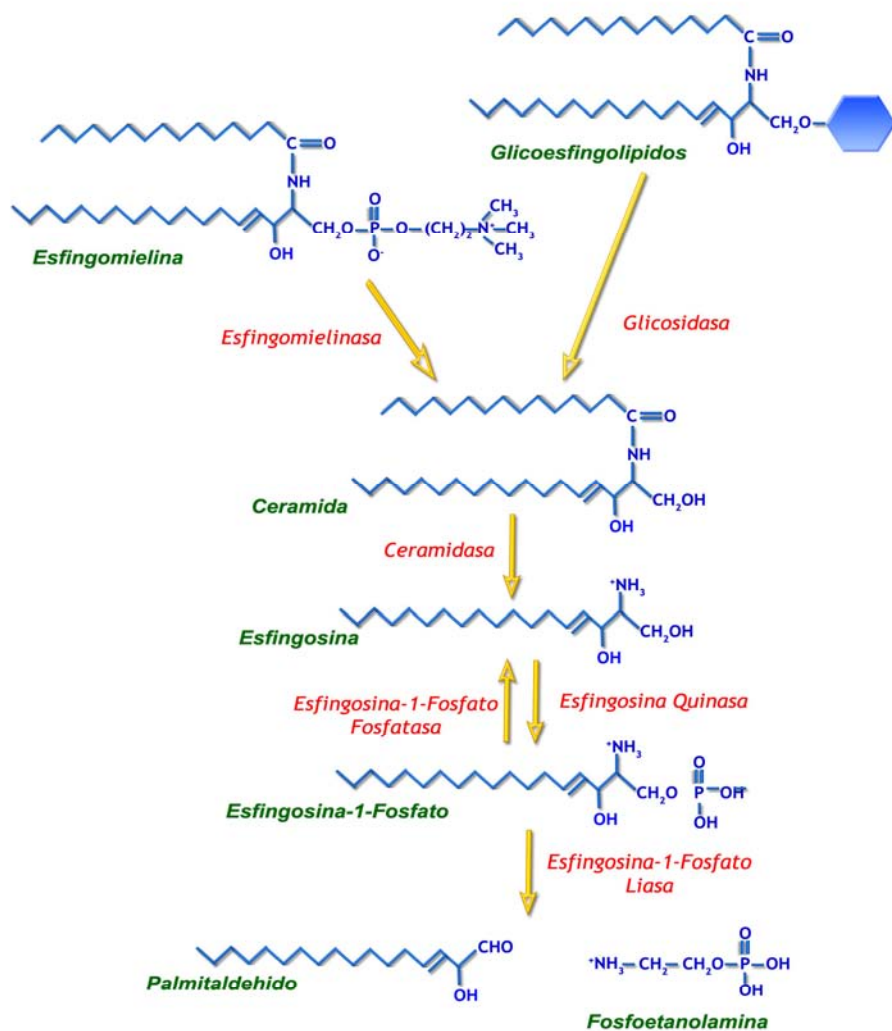 C=O
NH
CH2O
OH
Glicoesfingolípidos
C=O
NH
CH2O-P-O-(CH2)2-N+
O
O-
CH3
CH3
CH3
OH
Esfingomielina
Esfingomielinasa
Glicosidasa
C=O
NH
CH2OH
OH
Ceramida
Ceramidasa
+NH3
CH2OH
OH
Esfingosina
Esfingosina-1-Fosfato
Fosfatasa
Esfingosina Quinasa
+NH3
CH2O
OH
O
P-OH
OH
Esfingosina-1-Fosfato
Esfingosina-1-Fosfato
Liasa
CHO
OH
Palmitaldehido
O
+NH3-CH2-CH2O-P-OH
OH
Fosfoetanolamina